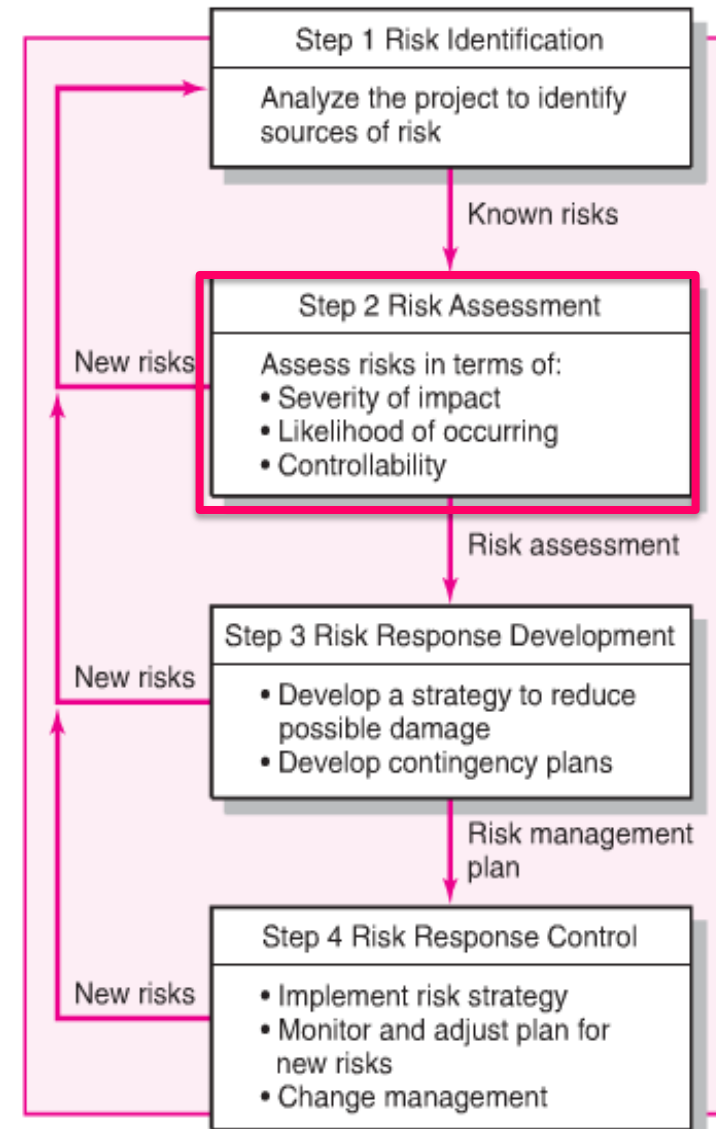 Step 1 Risk Identification
Analyze the project to identify
sources of risk
Known risks
Step 2 Risk Assessment
New risks
Assess risks in terms of:
• Severity of impact
• Likelihood of occurring
• Controllability
Risk assessment
Step 3 Risk Response Development
New risks
• Develop a strategy to reduce
possible damage
• Develop contingency plans
Risk management
plan
Step 4 Risk Response Control
New risks
• Implement risk strategy
• Monitor and adjust plan for
new risks
• Change management